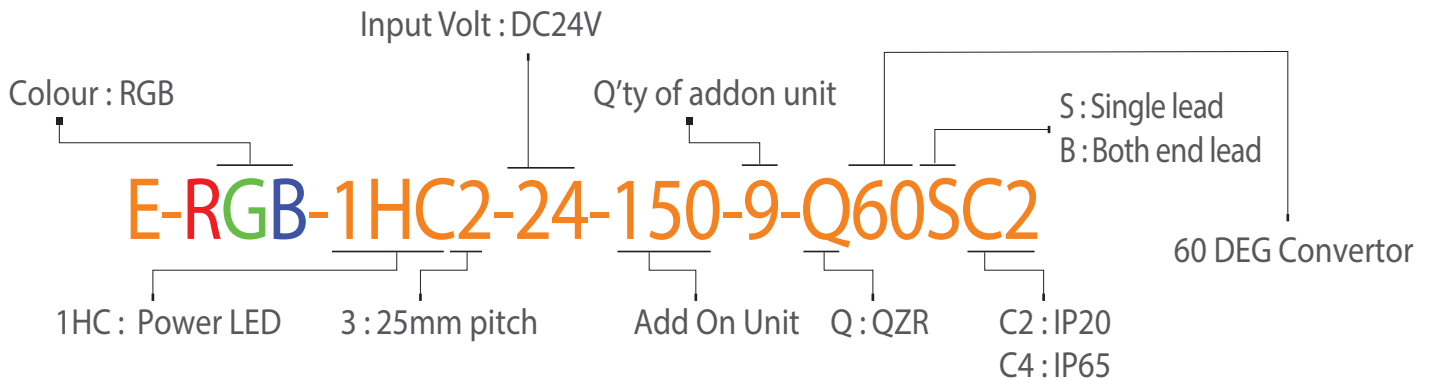 Input Volt : DC24V
Colour : RGB
Q'ty of addon unit
S : Single lead
B : Both end lead
E-RGB-1HC2-24-150-9-Q60SC2
60 DEG Convertor
1HC : Power LED
3 : 25mm pitch
Add On Unit
Q : QZR
C2 : IP20
C4 : IP65